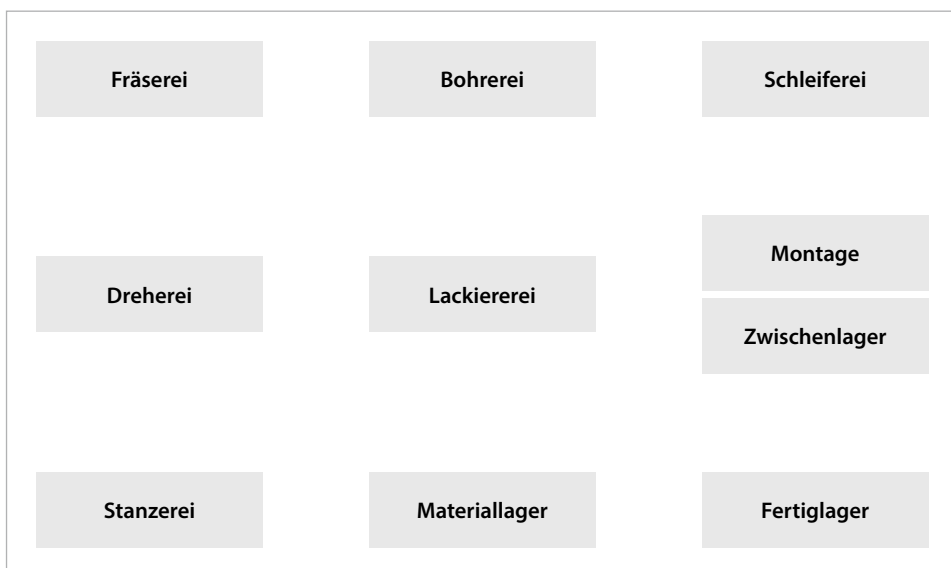 Fräserei
Bohrerei
Schleiferei
Montage
Dreherei
Lackiererei
Zwischenlager
Stanzerei
Materiallager
Fertiglager